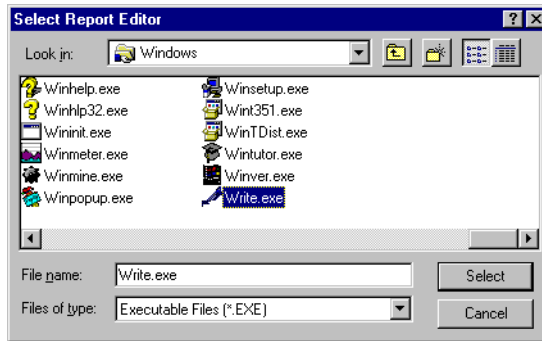 Select Report Editor
Look in: Windows
Winhelp.exe Winsetup.exe
Winhlp32.exe Wint351.exe
Wininit.exe WinTDist.exe
Winmeter.exe Wintutor.exe
Winmine.exe Winver.exe
Winpopup.exe Write.exe
File name: Write.exe Select
Files of type: Executable Files (*.EXE) Cancel